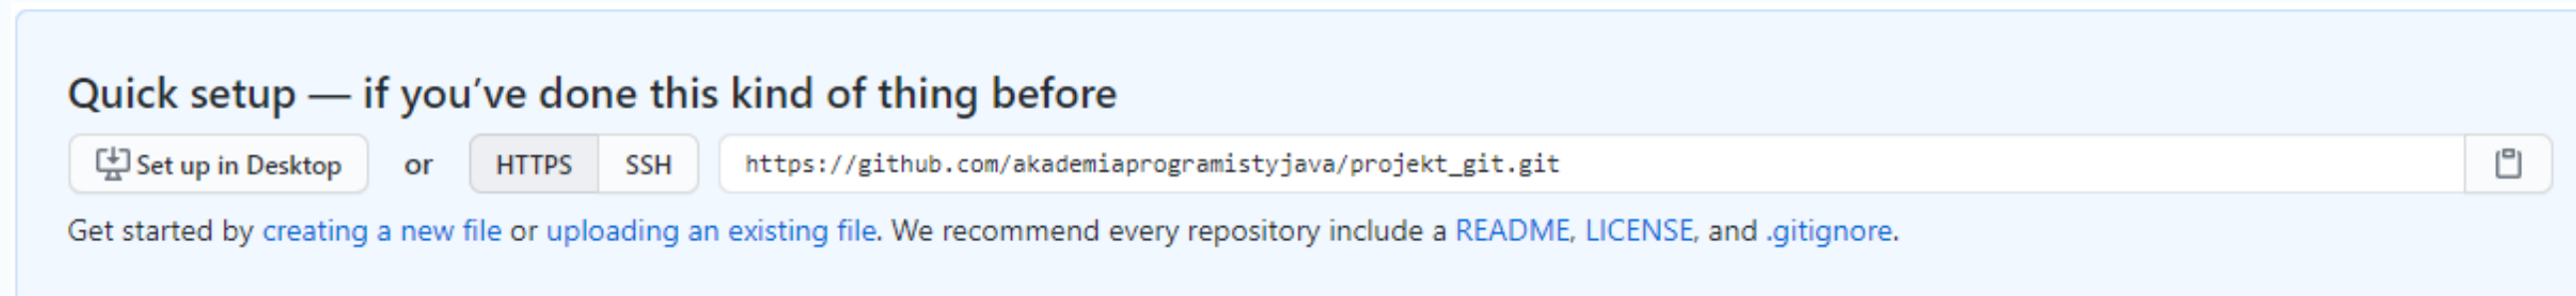 Quick setup — if you’ve done this kind of thing before
Set up in Desktop or HTTPS SSH https://github.com/akademiaprogramistyjava/projekt_git.git
Get started by creating a new file or uploading an existing file. We recommend every repository include a README, LICENSE, and .gitignore.